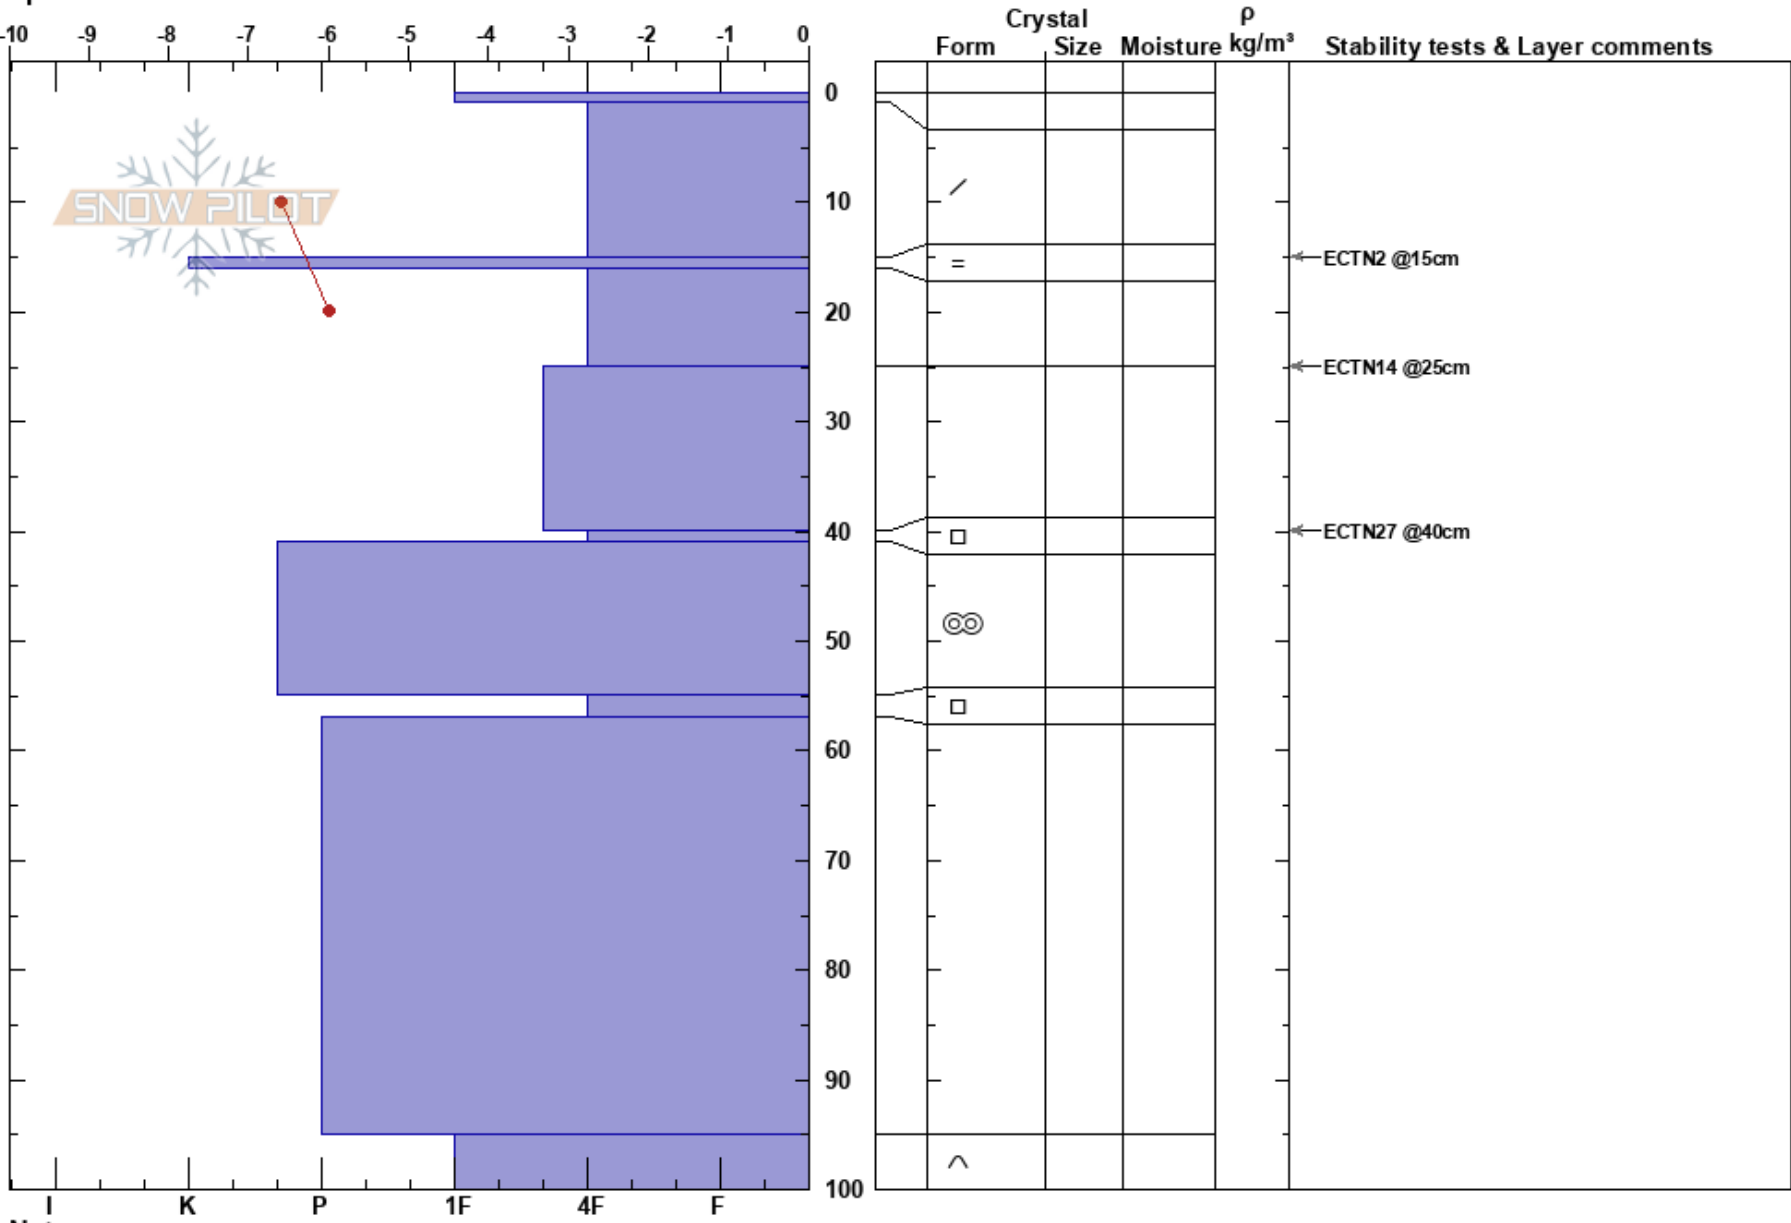 Crystal ρ
-10 -9 -8 -7 -6 -5 -4 -3 -2 -1 0 Form Size Moisture kg/m³ Stability tests & Layer comments
0
SNOW PILOT
10
= ECTN2 @15cm
20
ECTN14 @25cm
30
40 ECTN27 @40cm
50
60
70
80
90
100
I K P 1F 4F F